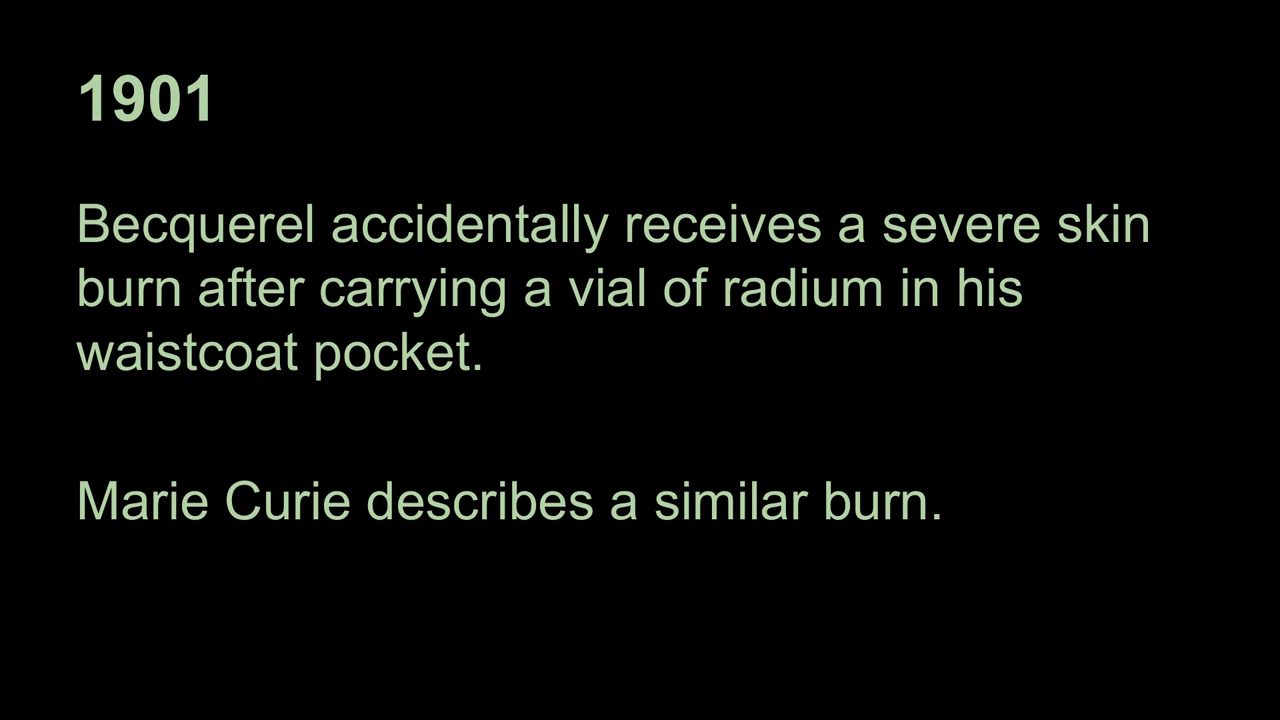 1901
Becquerel accidentally receives a severe skin
burn after carrying a vial of radium in his
waistcoat pocket.
Marie Curie describes a similar burn.